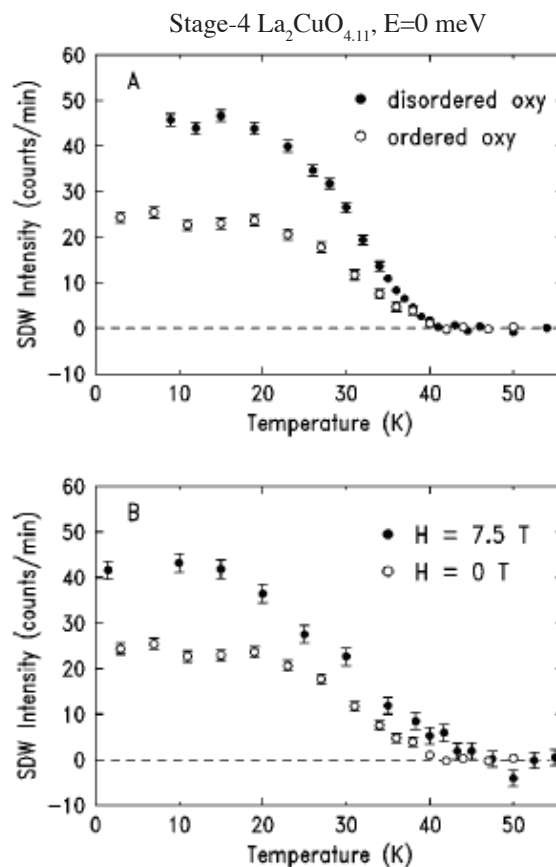 Stage-4 La₂CuO₄.₁₁, E=0 meV
60
A
50
disordered oxy
40
ordered oxy
30
20
10
0
−10
SDW Intensity (counts/min)
0 10 20 30 40 50
Temperature (K)
60
B
50
H = 7.5 T
40
H = 0 T
30
20
10
0
−10
SDW Intensity (counts/min)
0 10 20 30 40 50
Temperature (K)